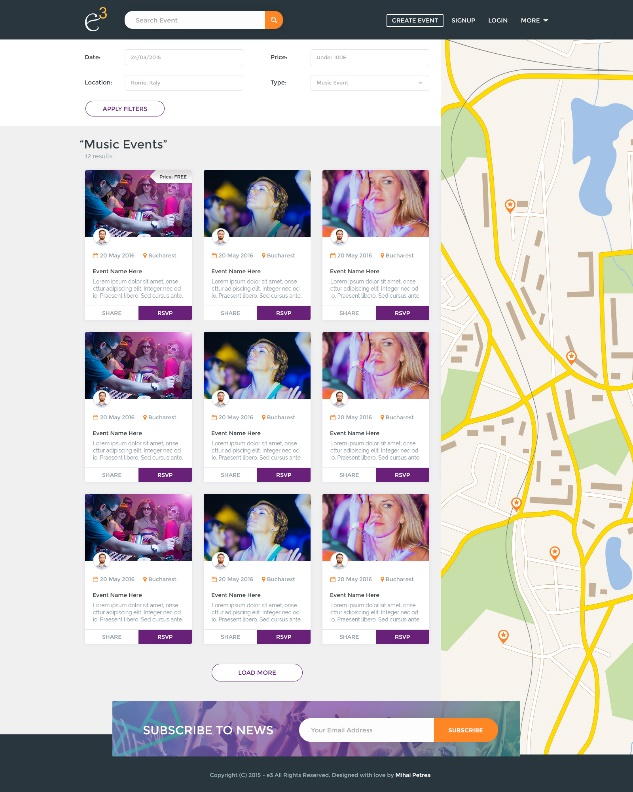 e3
Search Event
CREATE EVENT SIGNUP LOGIN MORE
Date: 24/03/2016 Price: Under 100€
Location: Rome, Italy Type: Music Event
APPLY FILTERS
“Music Events”
12 results
Price: FREE
20 May 2016 Bucharest
Event Name Here
Lorem ipsum dolor sit amet, onse
cttur adipiscing elit. Integer nec od
io. Praesent libero. Sed cursus ante.
SHARE RSVP
20 May 2016 Bucharest
Event Name Here
Lorem ipsum dolor sit amet, onse
cttur adipiscing elit. Integer nec od
io. Praesent libero. Sed cursus ante.
SHARE RSVP
20 May 2016 Bucharest
Event Name Here
Lorem ipsum dolor sit amet, onse
cttur adipiscing elit. Integer nec od
io. Praesent libero. Sed cursus ante.
SHARE RSVP
20 May 2016 Bucharest
Event Name Here
Lorem ipsum dolor sit amet, onse
cttur adipiscing elit. Integer nec od
io. Praesent libero. Sed cursus ante.
SHARE RSVP
20 May 2016 Bucharest
Event Name Here
Lorem ipsum dolor sit amet, onse
cttur adipiscing elit. Integer nec od
io. Praesent libero. Sed cursus ante.
SHARE RSVP
20 May 2016 Bucharest
Event Name Here
Lorem ipsum dolor sit amet, onse
cttur adipiscing elit. Integer nec od
io. Praesent libero. Sed cursus ante.
SHARE RSVP
20 May 2016 Bucharest
Event Name Here
Lorem ipsum dolor sit amet, onse
cttur adipiscing elit. Integer nec od
io. Praesent libero. Sed cursus ante.
SHARE RSVP
20 May 2016 Bucharest
Event Name Here
Lorem ipsum dolor sit amet, onse
cttur adipiscing elit. Integer nec od
io. Praesent libero. Sed cursus ante.
SHARE RSVP
20 May 2016 Bucharest
Event Name Here
Lorem ipsum dolor sit amet, onse
cttur adipiscing elit. Integer nec od
io. Praesent libero. Sed cursus ante.
SHARE RSVP
LOAD MORE
SUBSCRIBE TO NEWS
Your Email Address
SUBSCRIBE
Copyright (C) 2015 - e3 All Rights Reserved. Designed with love by Mihai Petrea